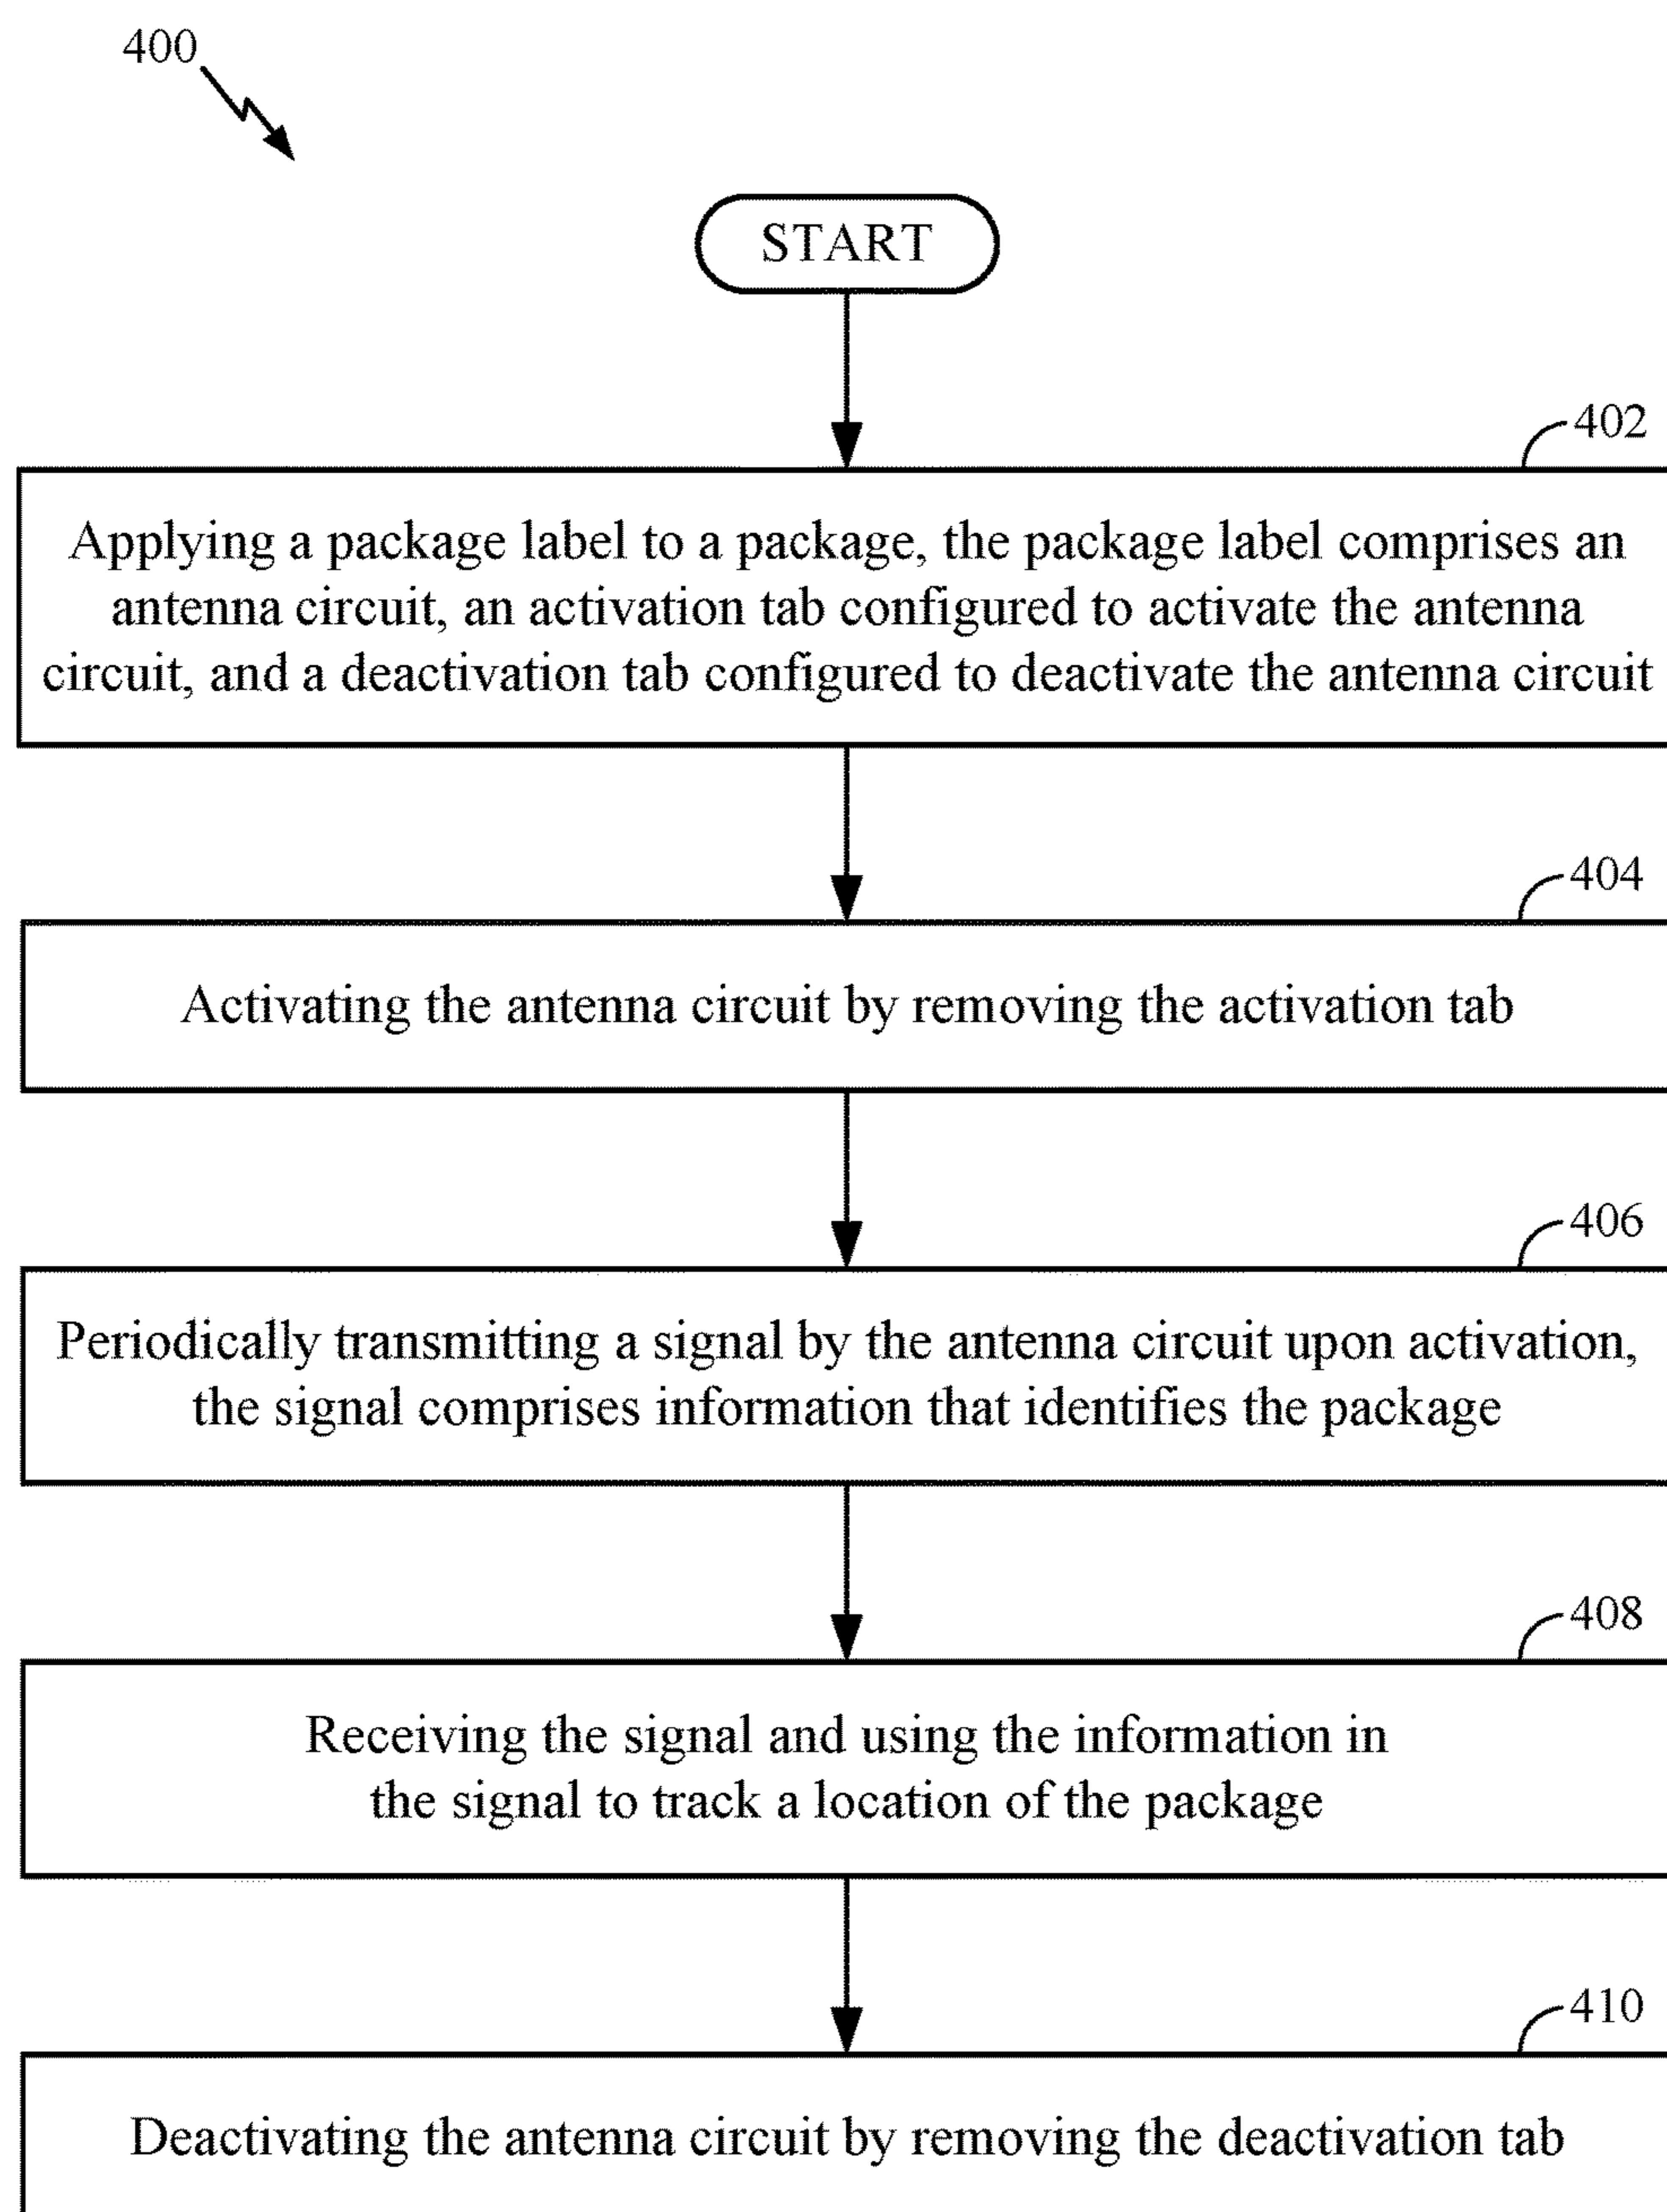 400
START
402
Applying a package label to a package, the package label comprises an
antenna circuit, an activation tab configured to activate the antenna
circuit, and a deactivation tab configured to deactivate the antenna circuit
404
Activating the antenna circuit by removing the activation tab
406
Periodically transmitting a signal by the antenna circuit upon activation,
the signal comprises information that identifies the package
408
Receiving the signal and using the information in
the signal to track a location of the package
410
Deactivating the antenna circuit by removing the deactivation tab